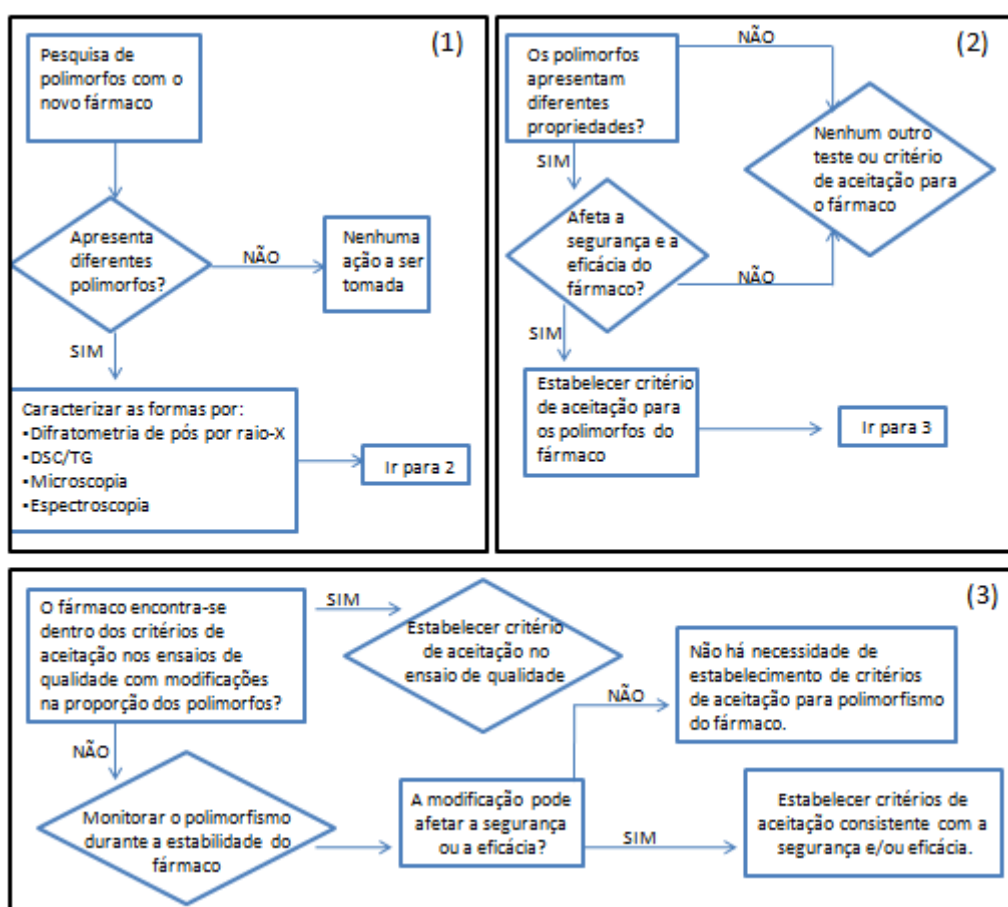 (1)
Pesquisa de
polimorfos com o
novo fármaco
Apresenta
diferentes
polimorfos?
NÃO
Nenhuma
ação a ser
tomada
SIM
Caracterizar as formas por:
•Difratometria de pós por raio-X
•DSC/TG
•Microscopia
•Espectroscopia
Ir para 2
(2)
Os polimorfos
apresentam
diferentes
propriedades?
NÃO
SIM
Nenhum outro
teste ou critério
de aceitação para
o fármaco
Afeta a
segurança e a
eficácia do
fármaco?
NÃO
SIM
Estabelecer critério
de aceitação para
os polimorfos do
fármaco
Ir para 3
(3)
O fármaco encontra-se
dentro dos critérios de
aceitação nos ensaios de
qualidade com modificações
na proporção dos polimorfos?
SIM
Estabelecer critério
de aceitação no
ensaio de qualidade
NÃO
Monitorar o polimorfismo
durante a estabilidade do
fármaco
A modificação pode
afetar a segurança
ou a eficácia?
NÃO
Não há necessidade de
estabelecimento de critérios
de aceitação para polimorfismo
do fármaco.
SIM
Estabelecer critérios de
aceitação consistente com a
segurança e/ou eficácia.